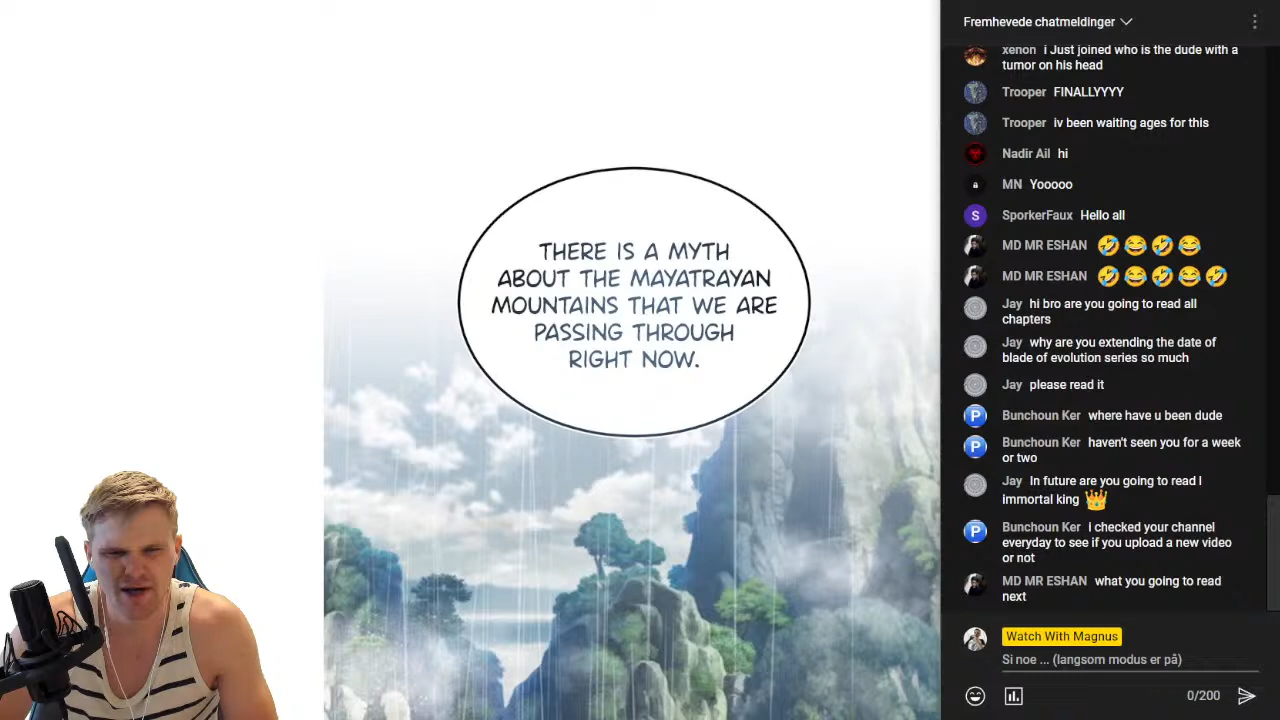 THERE IS A MYTH
ABOUT THE MAYATRAYAN
MOUNTAINS THAT WE ARE
PASSING THROUGH
RIGHT NOW.
Fremhevede chatmeldinger
xenon i Just joined who is the dude with a
tumor on his head
Trooper FINALLYYYY
Trooper iv been waiting ages for this
Nadir Ail hi
MN Yooooo
S SporkerFaux Hello all
MD MR ESHAN 🤣😂🤣😂
MD MR ESHAN 🤣😂🤣😂🤣
Jay hi bro are you going to read all
chapters
Jay why are you extending the date of
blade of evolution series so much
Jay please read it
P Bunchoun Ker where have u been dude
P Bunchoun Ker haven't seen you for a week
or two
Jay In future are you going to read I
immortal king 👑
P Bunchoun Ker i checked your channel
everyday to see if you upload a new video
or not
MD MR ESHAN what you going to read
next
Watch With Magnus
Si noe ... (langsom modus er på)
0/200